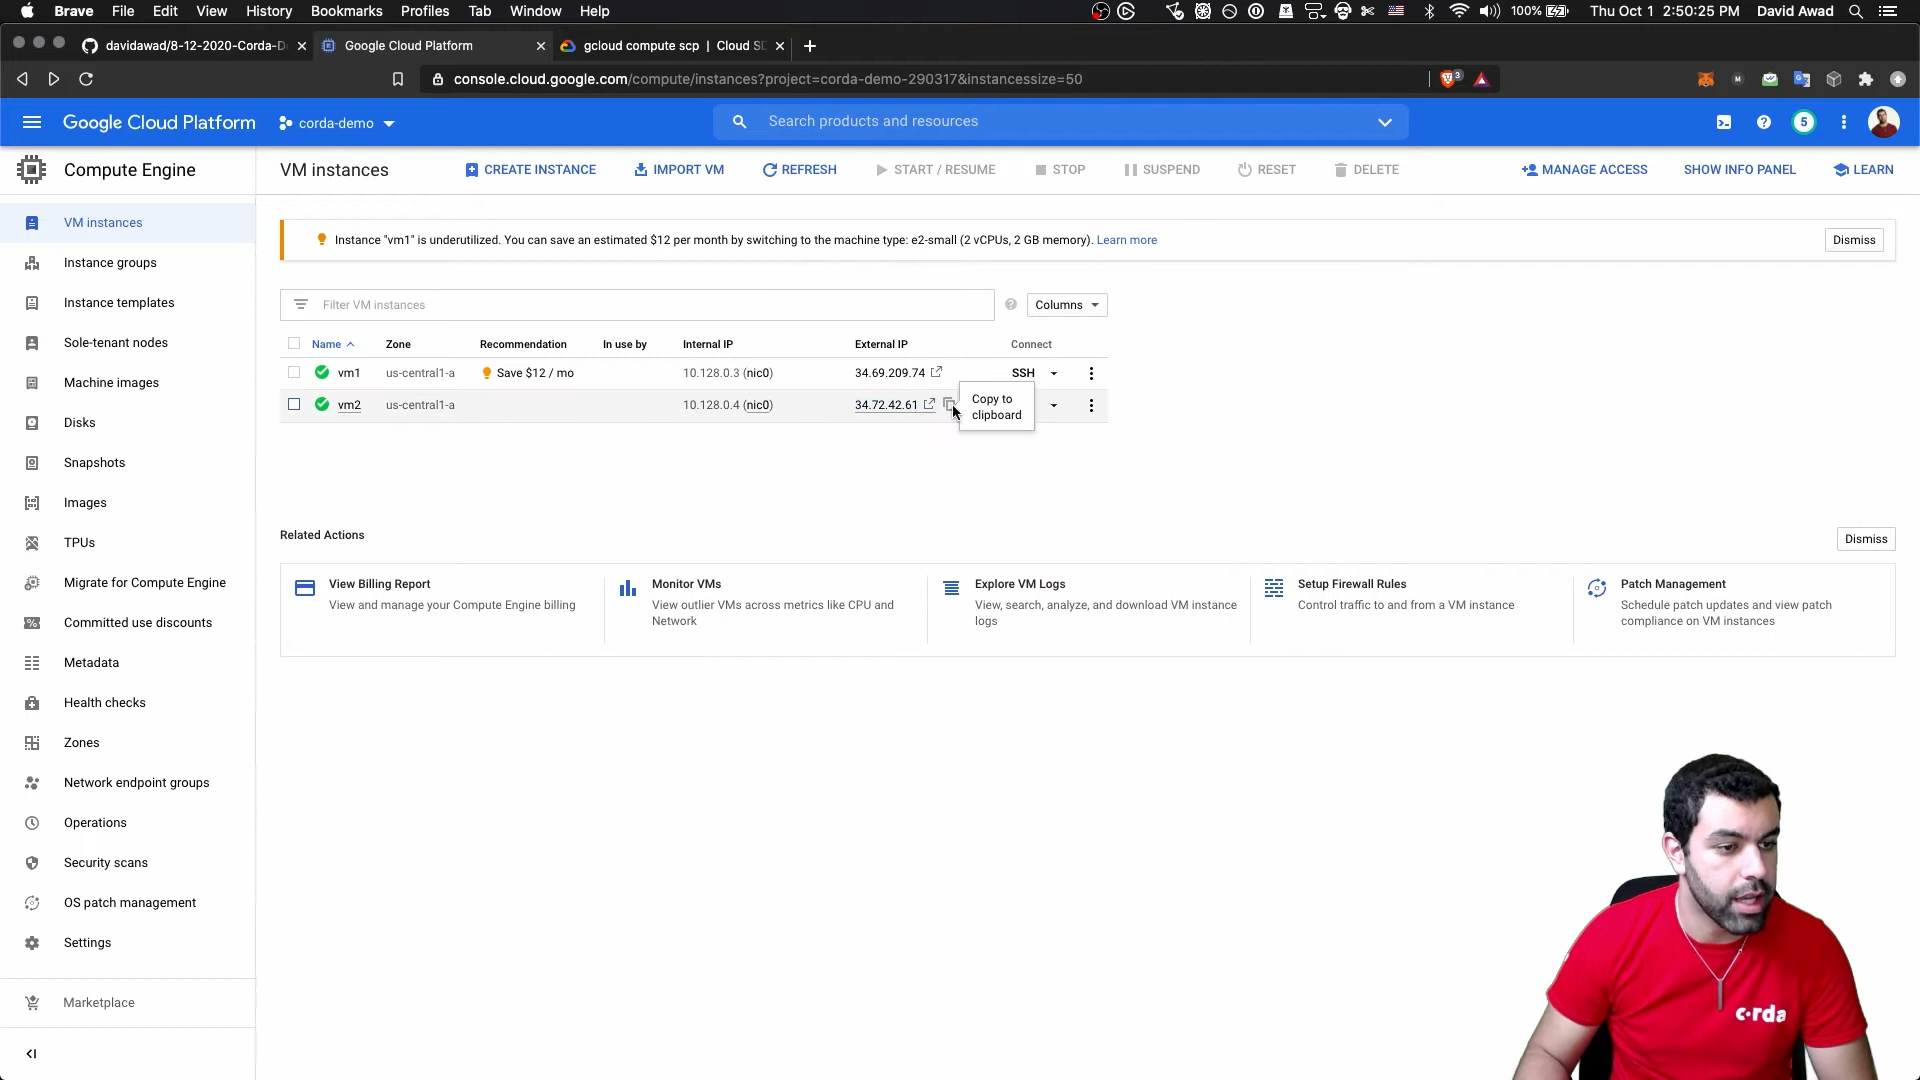 Brave File Edit View History Bookmarks Profiles Tab Window Help 100% Thu Oct 1 2:50:25 PM David Awad
davidawad/8-12-2020-Corda-D Google Cloud Platform gcloud compute scp | Cloud SD
console.cloud.google.com/compute/instances?project=corda-demo-290317&instancessize=50 3
Google Cloud Platform corda-demo Search products and resources 5
Compute Engine
VM instances CREATE INSTANCE IMPORT VM REFRESH START / RESUME STOP SUSPEND RESET DELETE MANAGE ACCESS SHOW INFO PANEL LEARN
VM instances
Instance groups
Instance templates
Sole-tenant nodes
Machine images
Disks
Snapshots
Images
TPUs
Migrate for Compute Engine
Committed use discounts
Metadata
Health checks
Zones
Network endpoint groups
Operations
Security scans
OS patch management
Settings
Marketplace
Instance "vm1" is underutilized. You can save an estimated $12 per month by switching to the machine type: e2-small (2 vCPUs, 2 GB memory). Learn more Dismiss
Filter VM instances Columns
Name Zone Recommendation In use by Internal IP External IP Connect
vm1 us-central1-a Save $12 / mo 10.128.0.3 (nic0) 34.69.209.74 SSH
vm2 us-central1-a 10.128.0.4 (nic0) 34.72.42.61
Copy to
clipboard
Related Actions Dismiss
View Billing Report
View and manage your Compute Engine billing
Monitor VMs
View outlier VMs across metrics like CPU and
Network
Explore VM Logs
View, search, analyze, and download VM instance
logs
Setup Firewall Rules
Control traffic to and from a VM instance
Patch Management
Schedule patch updates and view patch
compliance on VM instances
c·rda